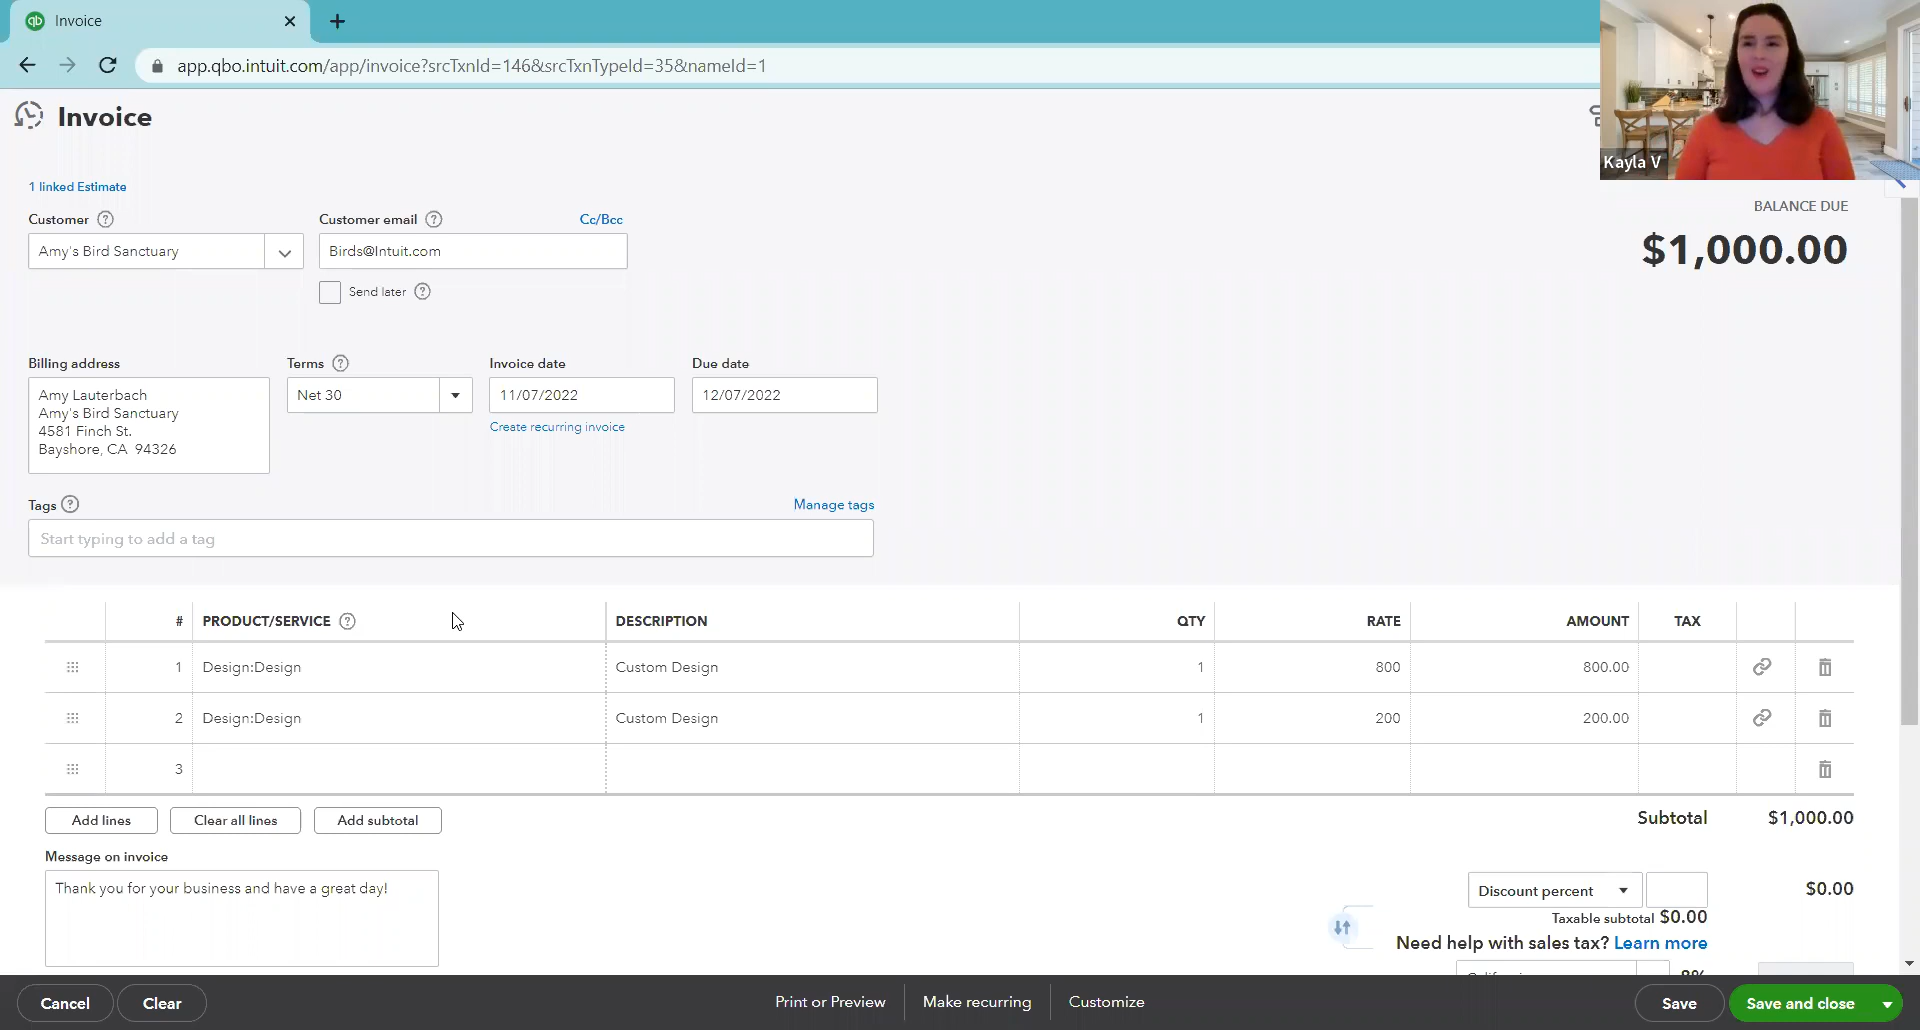 Invoice
app.qbo.intuit.com/app/invoice?srcTxnId=146&srcTxnTypeId=35&nameId=1
Kayla V
Invoice
1 linked Estimate
BALANCE DUE
$1,000.00
Customer ?
Customer email ? Cc/Bcc
Amy's Bird Sanctuary
Birds@Intuit.com
Send later ?
Billing address
Terms ?
Invoice date
Due date
Amy Lauterbach
Amy's Bird Sanctuary
4581 Finch St.
Bayshore, CA 94326
Net 30
11/07/2022
12/07/2022
Create recurring invoice
Tags ?
Manage tags
Start typing to add a tag
# PRODUCT/SERVICE ? DESCRIPTION QTY RATE AMOUNT TAX
1 Design:Design Custom Design 1 800 800.00
2 Design:Design Custom Design 1 200 200.00
3
Add lines Clear all lines Add subtotal
Subtotal $1,000.00
Message on invoice
Thank you for your business and have a great day!
Discount percent $0.00
Taxable subtotal $0.00
Need help with sales tax? Learn more
Cancel Clear Print or Preview Make recurring Customize Save Save and close